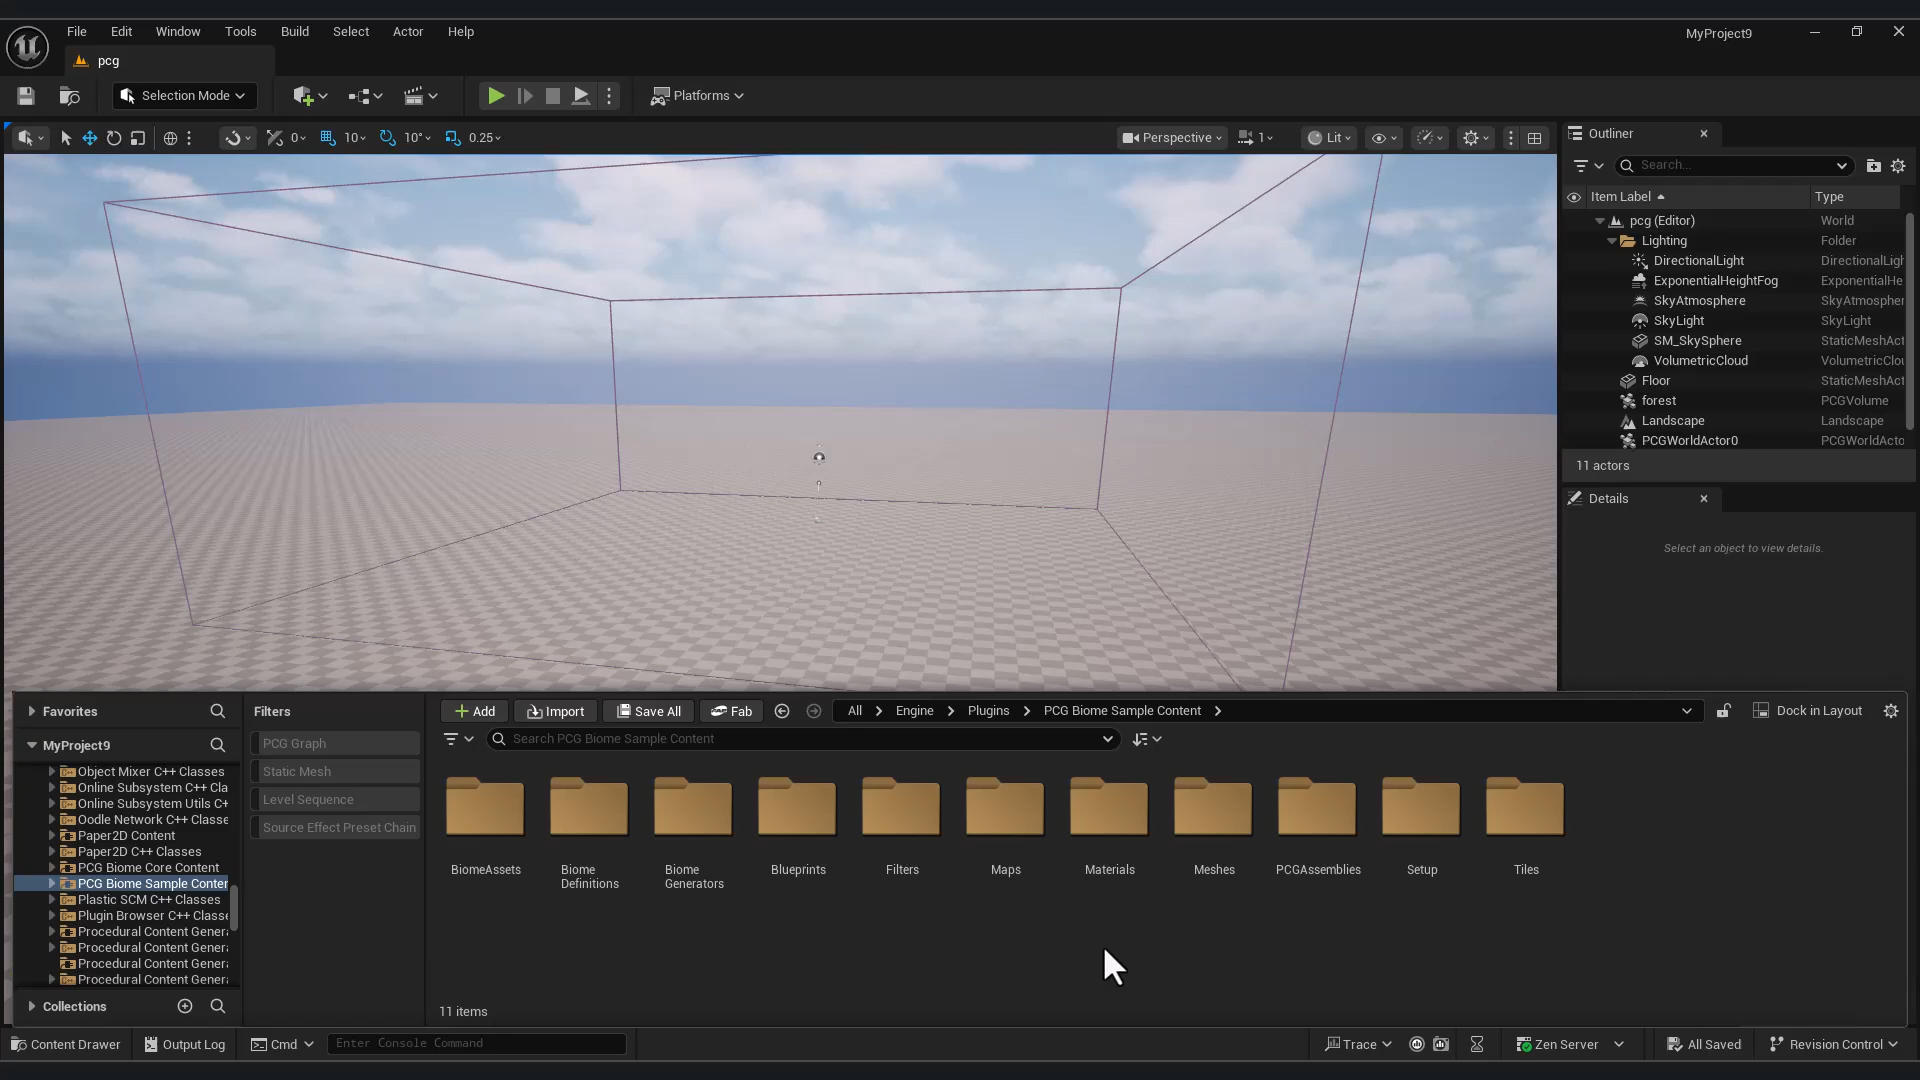 File Edit Window Tools Build Select Actor Help
MyProject9
pcg
Selection Mode
Platforms
0 10 10° 0.25
Perspective 1 Lit
Outliner
Search...
Item Label Type
pcg (Editor) World
Lighting Folder
DirectionalLight DirectionalLigh
ExponentialHeightFog ExponentialHe
SkyAtmosphere SkyAtmospher
SkyLight SkyLight
SM_SkySphere StaticMeshAct
VolumetricCloud VolumetricClou
Floor StaticMeshAct
forest PCGVolume
Landscape Landscape
PCGWorldActor0 PCGWorldActo
11 actors
Details
Select an object to view details.
Favorites
MyProject9
Object Mixer C++ Classes
Online Subsystem C++ Cla
Online Subsystem Utils C+
Oodle Network C++ Classe
Paper2D Content
Paper2D C++ Classes
PCG Biome Core Content
PCG Biome Sample Conter
Plastic SCM C++ Classes
Plugin Browser C++ Classe
Procedural Content Genera
Procedural Content Genera
Procedural Content Genera
Procedural Content Genera
Collections
Filters
PCG Graph
Static Mesh
Level Sequence
Source Effect Preset Chain
Add Import Save All Fab All Engine Plugins PCG Biome Sample Content Dock in Layout
Search PCG Biome Sample Content
BiomeAssets
Biome
Definitions
Biome
Generators
Blueprints
Filters
Maps
Materials
Meshes
PCGAssemblies
Setup
Tiles
11 items
Content Drawer Output Log Cmd Enter Console Command Trace Zen Server All Saved Revision Control